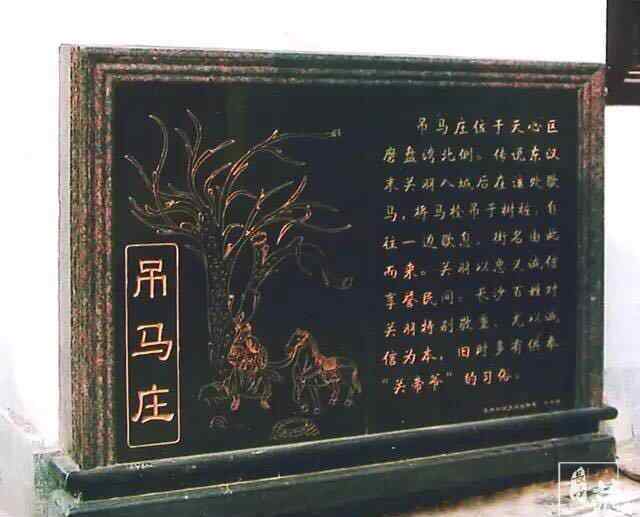 吊马庄
吊马庄位于天心区
磨盘湾北侧。传说东汉
末关羽入城后在这处歇
马，将马拴吊于树桩，自
往一边歇息。街名由此
而来。关羽以忠义诚信
享誉民间。长沙百姓对
关羽特别敬重，尤以诚
信为本，旧时多有供奉
“关帝爷”的习俗。